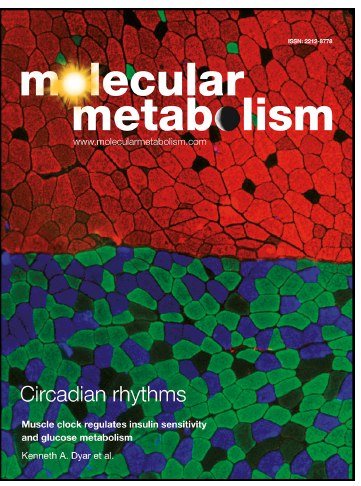 ISSN: 2212-8778
molecular
metabolism
www.molecularmetabolism.com
Circadian rhythms
Muscle clock regulates insulin sensitivity
and glucose metabolism
Kenneth A. Dyar et al.